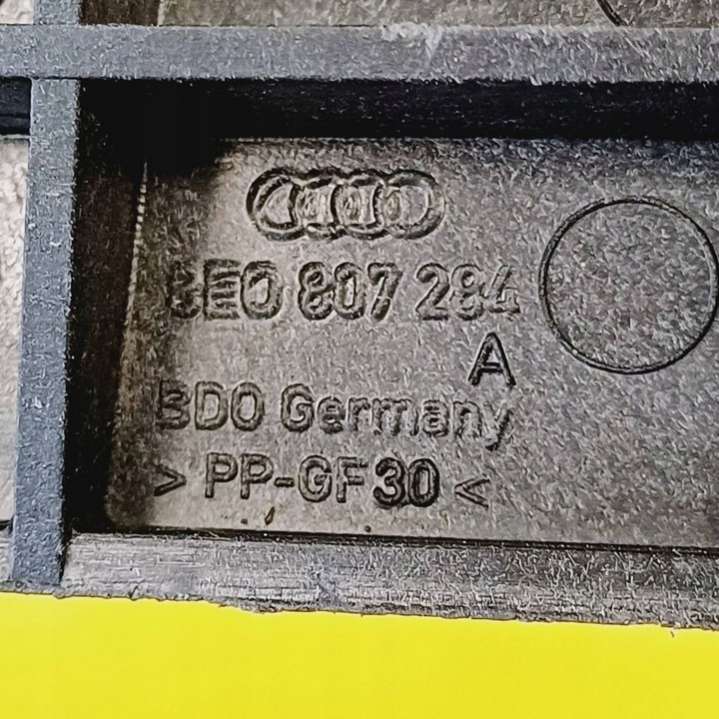 8E0 807 284
A
BDO Germany
> PP-GF30 <